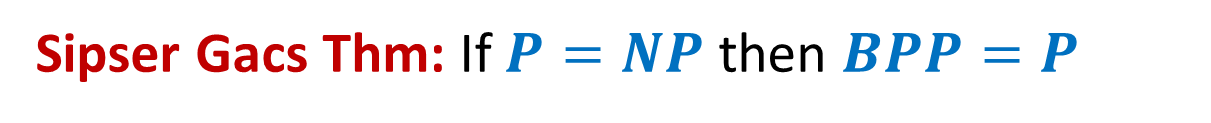 Sipser Gacs Thm: If P = NP then BPP = P